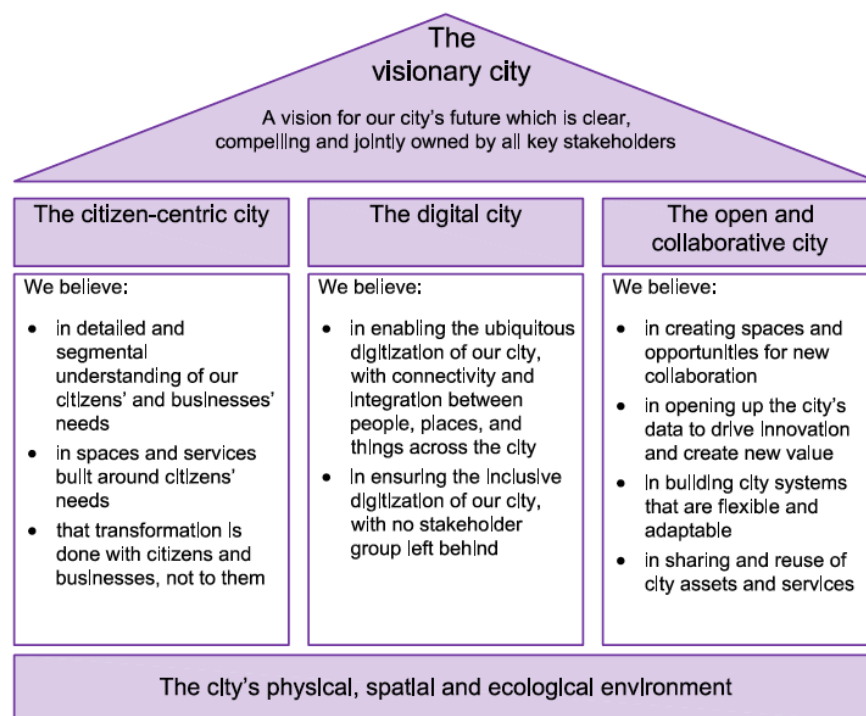 The
visionary city
A vision for our city's future which is clear,
compelling and jointly owned by all key stakeholders
The citizen-centric city
We believe:
• in detailed and
segmental
understanding of our
citizens' and businesses'
needs
• in spaces and services
built around citizens'
needs
• that transformation is
done with citizens and
businesses, not to them
The digital city
We believe:
• in enabling the ubiquitous
digitization of our city,
with connectivity and
integration between
people, places, and
things across the city
• in ensuring the inclusive
digitization of our city,
with no stakeholder
group left behind
The open and
collaborative city
We believe:
• in creating spaces and
opportunities for new
collaboration
• in opening up the city's
data to drive innovation
and create new value
• in building city systems
that are flexible and
adaptable
• in sharing and reuse of
city assets and services
The city's physical, spatial and ecological environment